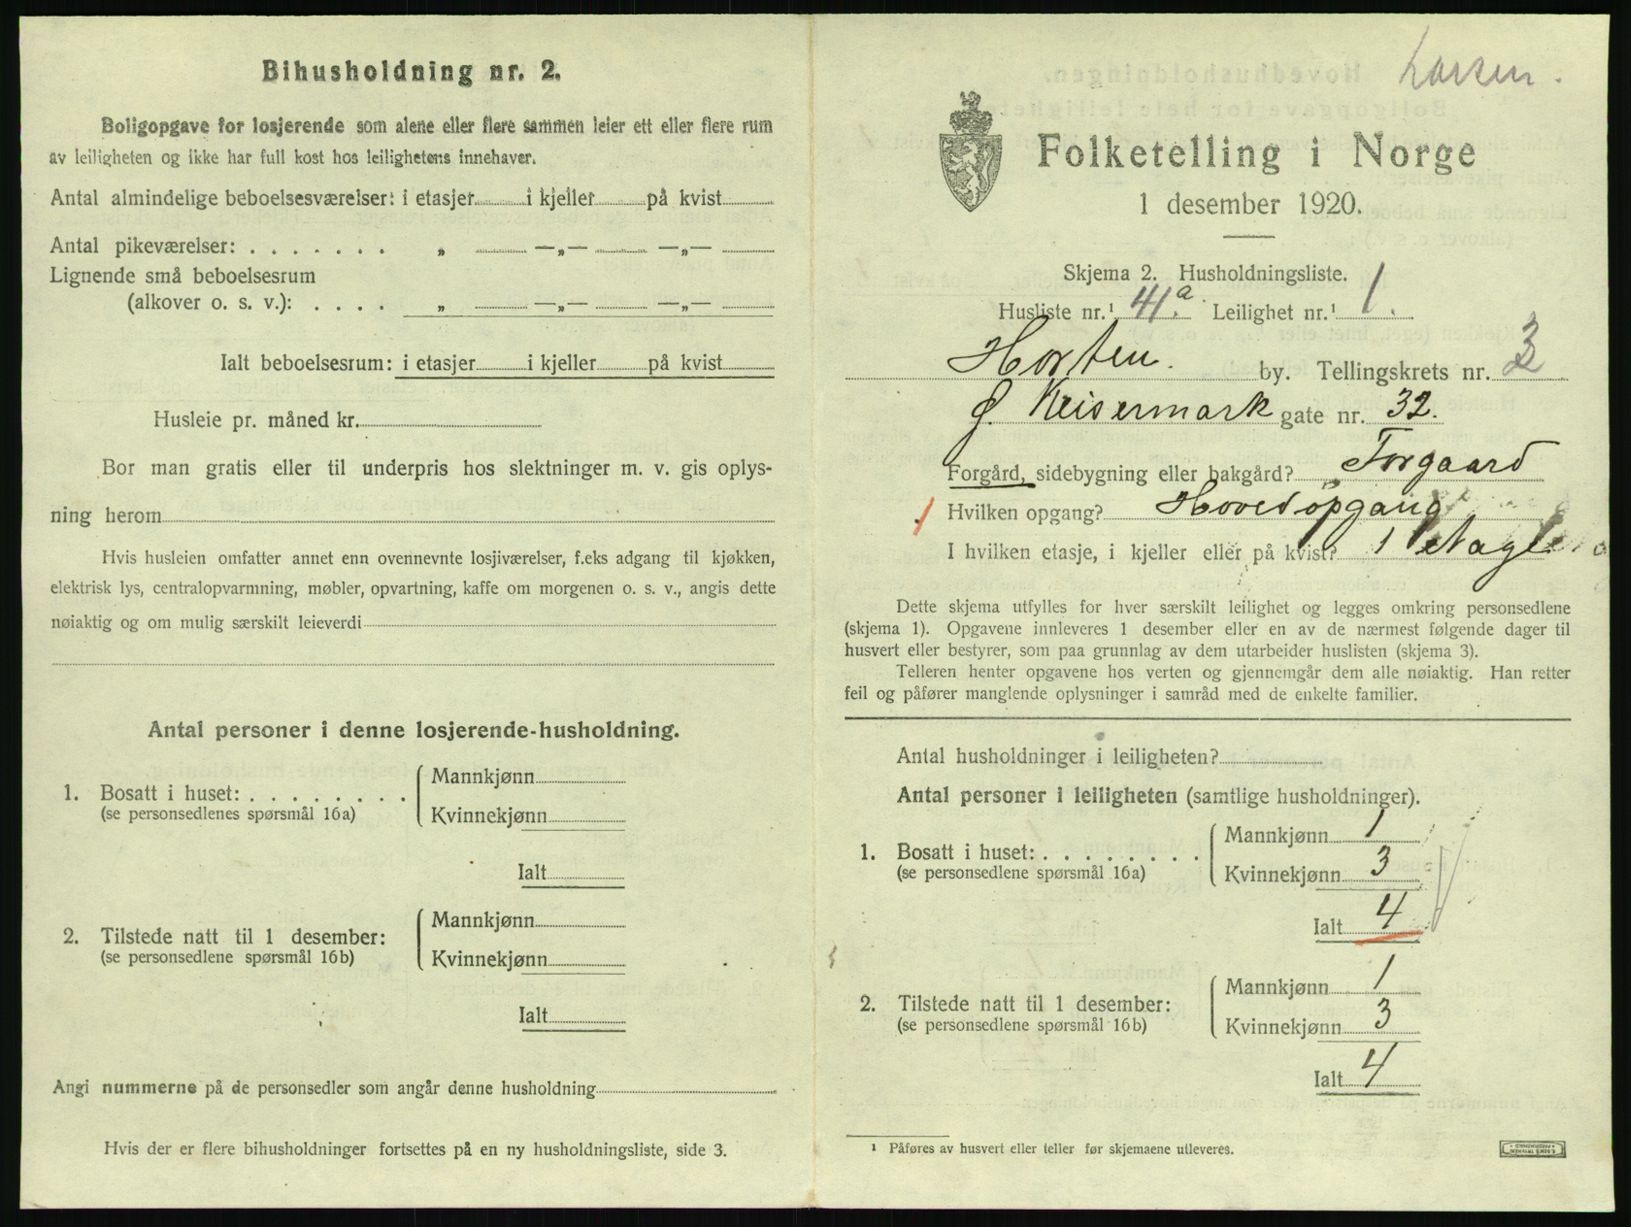 Bihusholdning nr. 2.
Boligopgave for losjerende som alene eller flere sammen leier ett eller flere rum
av leiligheten og ikke har full kost hos leilighetens innehaver.
Antal almindelige beboelsesværelser: i etasjer i kjeller på kvist
Antal pikeværelser: . . . . . . . „ —„— —„—
Lignende små beboelsesrum
(alkover o. s. v.): . . . . „ —„— —„—
Ialt beboelsesrum: i etasjer i kjeller på kvist
Husleie pr. måned kr.
Bor man gratis eller til underpris hos slektninger m. v. gis oplys-
ning herom
Hvis husleien omfatter annet enn ovennevnte losjiværelser, f.eks adgang til kjøkken,
elektrisk lys, centralopvarmning, møbler, opvartning, kaffe om morgenen o. s. v., angis dette
nøiaktig og om mulig særskilt leieverdi
Antal personer i denne losjerende-husholdning.
1. Bosatt i huset: . . . . . . . .
(se personsedlenes spørsmål 16a)
Mannkjønn
Kvinnekjønn
Ialt
2. Tilstede natt til 1 desember:
(se personsedlene spørsmål 16b)
Mannkjønn
Kvinnekjønn
Ialt
Angi nummerne på de personsedler som angår denne husholdning
Hvis der er flere bihusholdninger fortsettes på en ny husholdningsliste, side 3.
Larsen.
Folketelling i Norge
1 desember 1920.
Skjema 2. Husholdningsliste.
Husliste nr.¹ 41.a Leilighet nr.¹ 1.
Horten. by. Tellingskrets nr. 3
Ø. Keisermark gate nr. 32.
Forgård, sidebygning eller bakgård? Forgaard
Hvilken opgang? Hovedopgang
I hvilken etasje, i kjeller eller på kvist? 1 etage
Dette skjema utfylles for hver særskilt leilighet og legges omkring personsedlene
(skjema 1). Opgavene innleveres 1 desember eller en av de nærmest følgende dager til
husvert eller bestyrer, som paa grunnlag av dem utarbeider huslisten (skjema 3).
Telleren henter opgavene hos verten og gjennemgår dem alle nøiaktig. Han retter
feil og påfører manglende oplysninger i samråd med de enkelte familier.
Antal husholdninger i leiligheten?
Antal personer i leiligheten (samtlige husholdninger).
1. Bosatt i huset: . . . . . . . .
(se personsedlene spørsmål 16a)
Mannkjønn 1
Kvinnekjønn 3
Ialt 4
2. Tilstede natt til 1 desember:
(se personsedlene spørsmål 16b)
Mannkjønn 1
Kvinnekjønn 3
Ialt 4
¹ Påføres av husvert eller teller før skjemaene utleveres.